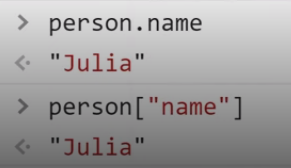 > person.name
<· "Julia"
> person["name"]
<· "Julia"